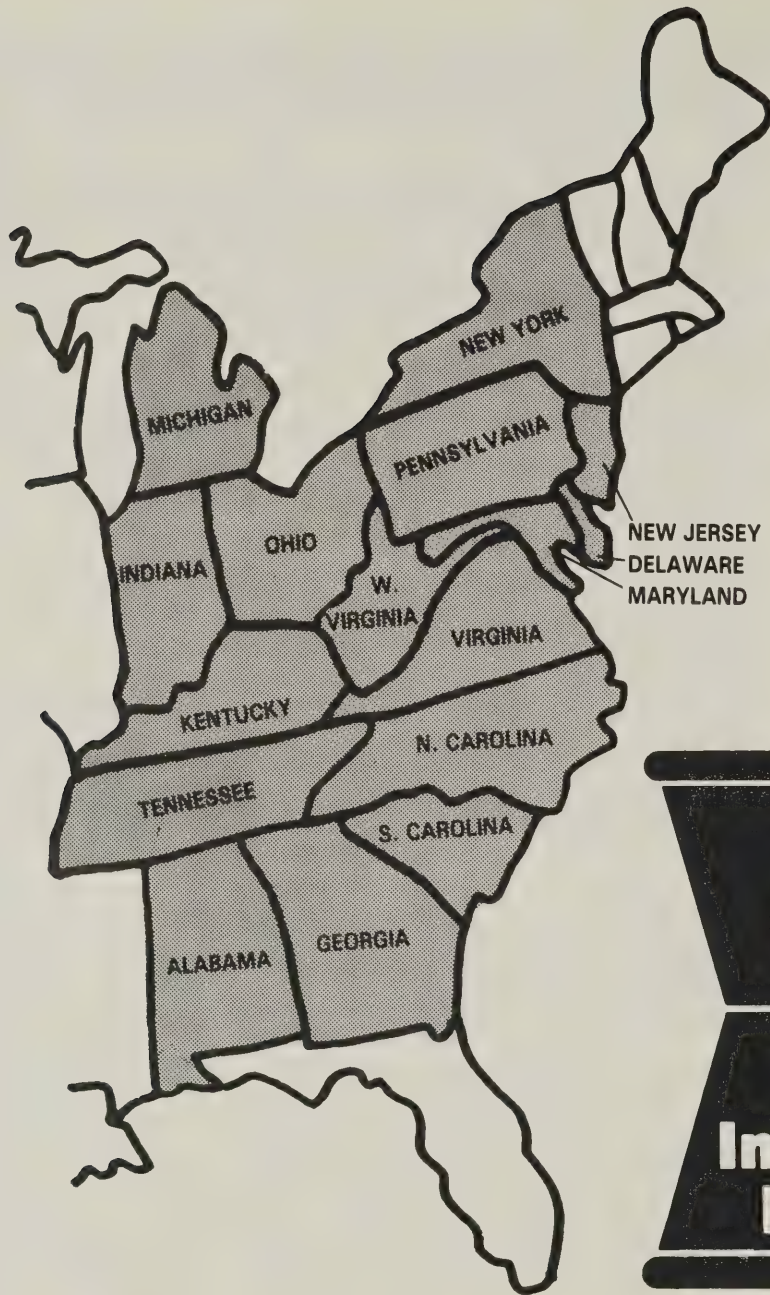 NEW YORK
MICHIGAN
PENNSYLVANIA
NEW JERSEY
DELAWARE
MARYLAND
OHIO
INDIANA
W.
VIRGINIA
VIRGINIA
KENTUCKY
N. CAROLINA
TENNESSEE
S. CAROLINA
GEORGIA
ALABAMA